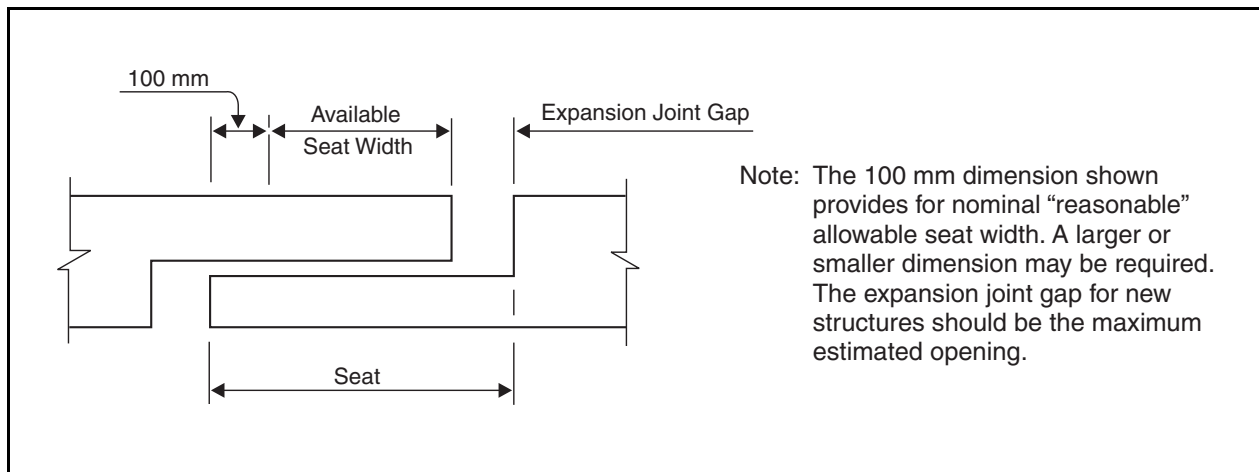 100 mm
Available
Seat Width
Expansion Joint Gap
Note: The 100 mm dimension shown
provides for nominal “reasonable”
allowable seat width. A larger or
smaller dimension may be required.
The expansion joint gap for new
structures should be the maximum
estimated opening.
Seat